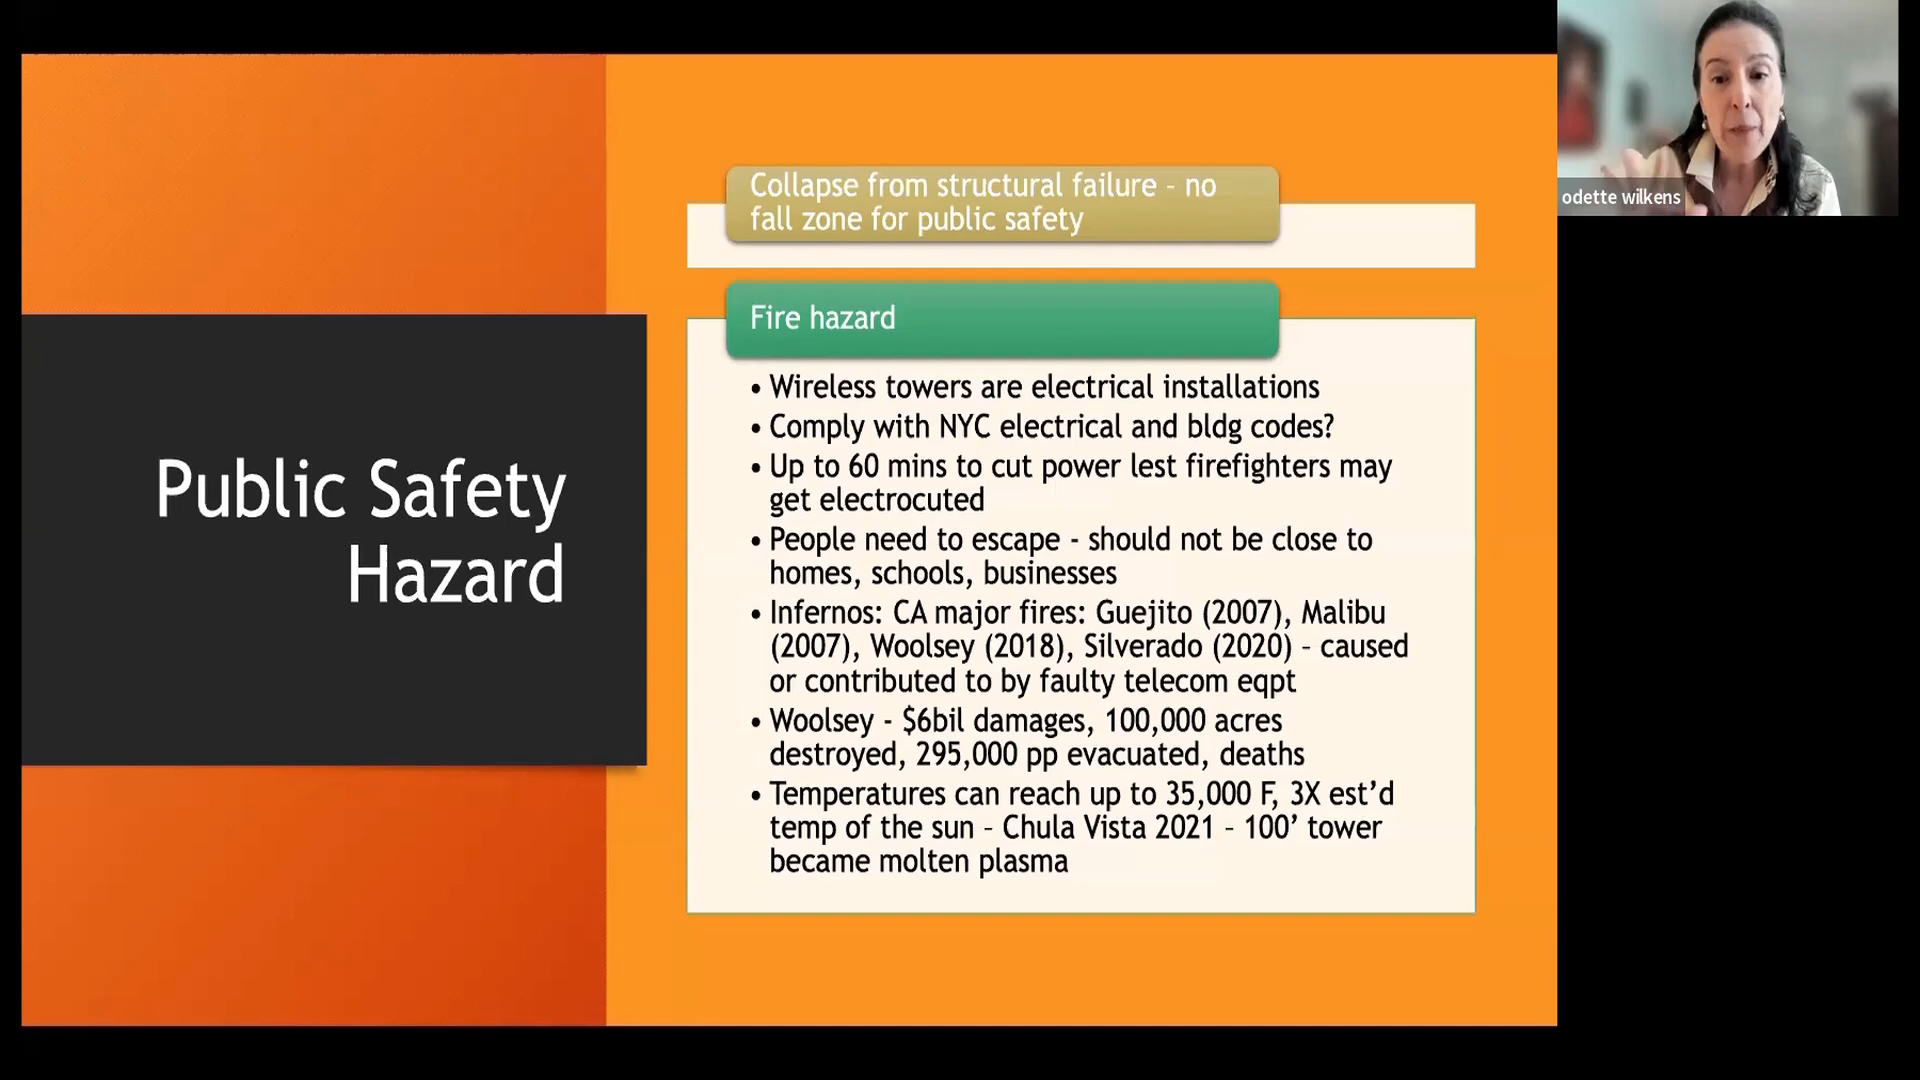 Public Safety
Hazard
Collapse from structural failure – no
fall zone for public safety
Fire hazard
• Wireless towers are electrical installations
• Comply with NYC electrical and bldg codes?
• Up to 60 mins to cut power lest firefighters may
get electrocuted
• People need to escape - should not be close to
homes, schools, businesses
• Infernos: CA major fires: Guejito (2007), Malibu
(2007), Woolsey (2018), Silverado (2020) – caused
or contributed to by faulty telecom eqpt
• Woolsey - $6bil damages, 100,000 acres
destroyed, 295,000 pp evacuated, deaths
• Temperatures can reach up to 35,000 F, 3X est’d
temp of the sun – Chula Vista 2021 – 100’ tower
became molten plasma
odette wilkens